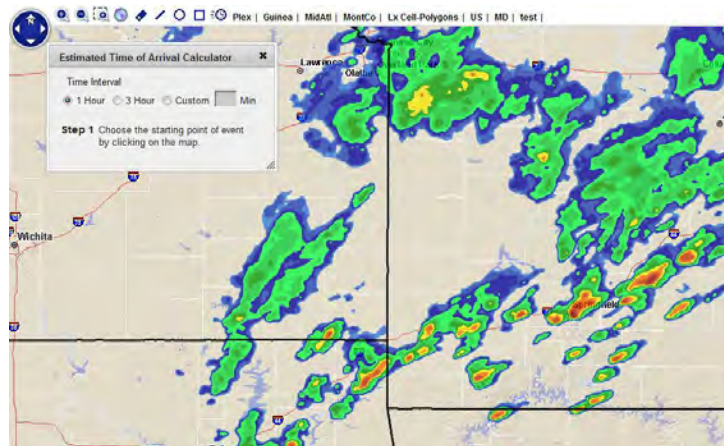 Plex | Guinea | MidAtl | MontCo | Lx Cell-Polygons | US | MD | test |
Estimated Time of Arrival Calculator
Time Interval
1 Hour 3 Hour Custom Min
Step 1 Choose the starting point of event
by clicking on the map.
Lawrence
Olathe
Wichita
Springfield
44